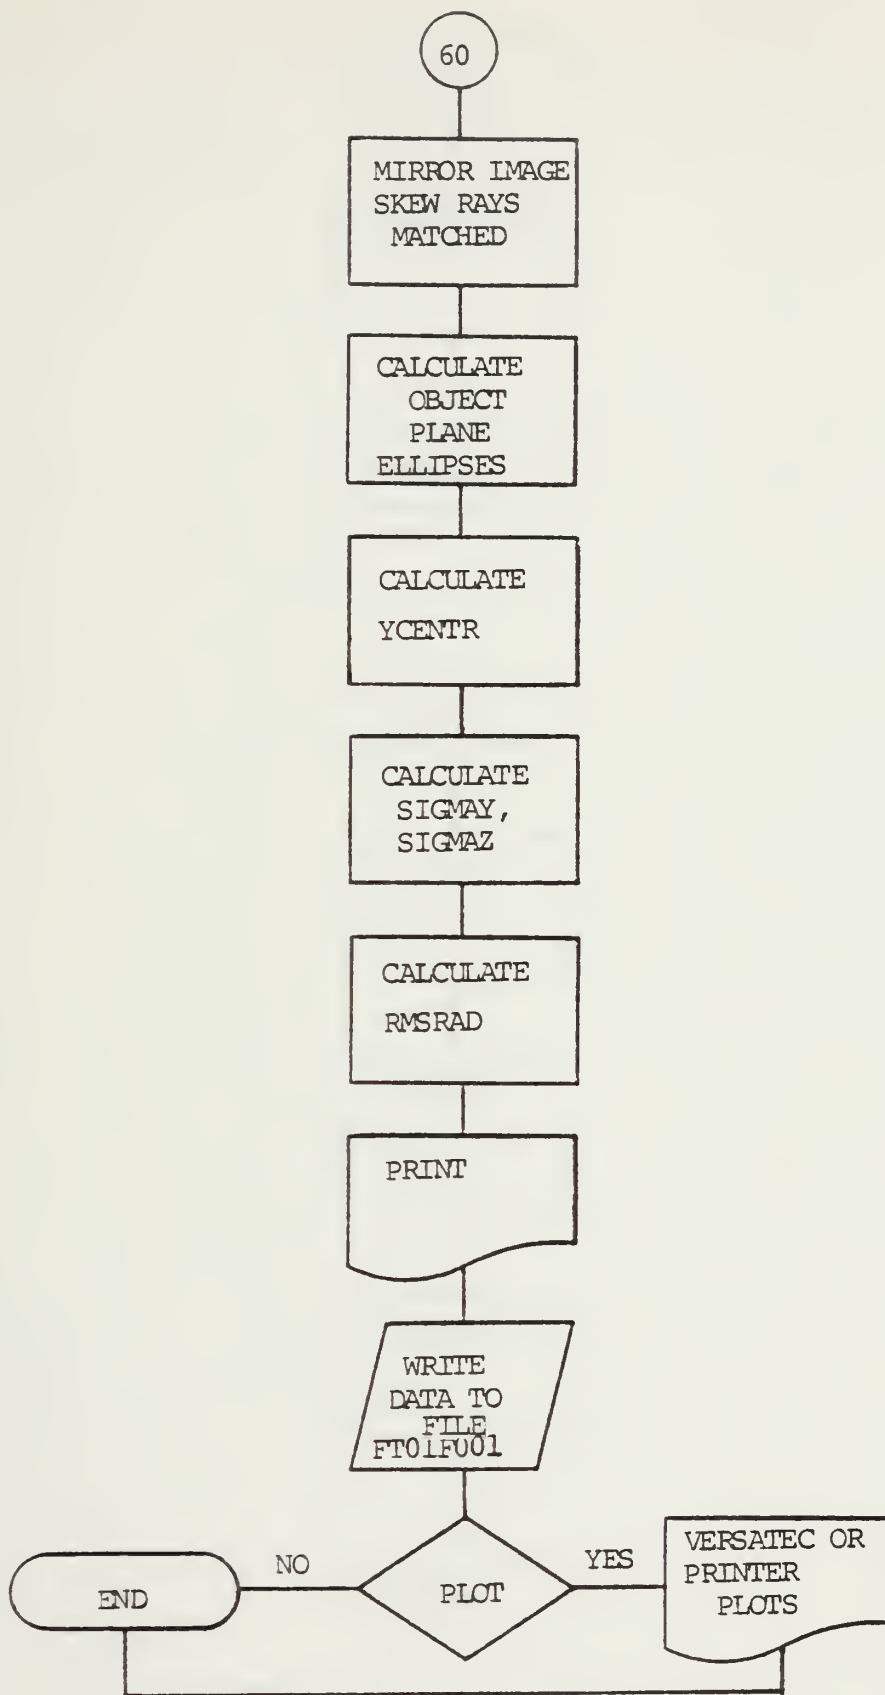 60
MIRROR IMAGE
SKEW RAYS
MATCHED
CALCULATE
OBJECT
PLANE
ELLIPSES
CALCULATE
YCENTR
CALCULATE
SIGMAY,
SIGMAZ
CALCULATE
RMSRAD
PRINT
WRITE
DATA TO
FILE
FT01F001
END
NO
PLOT
YES
VERSATEC OR
PRINTER
PLOTS